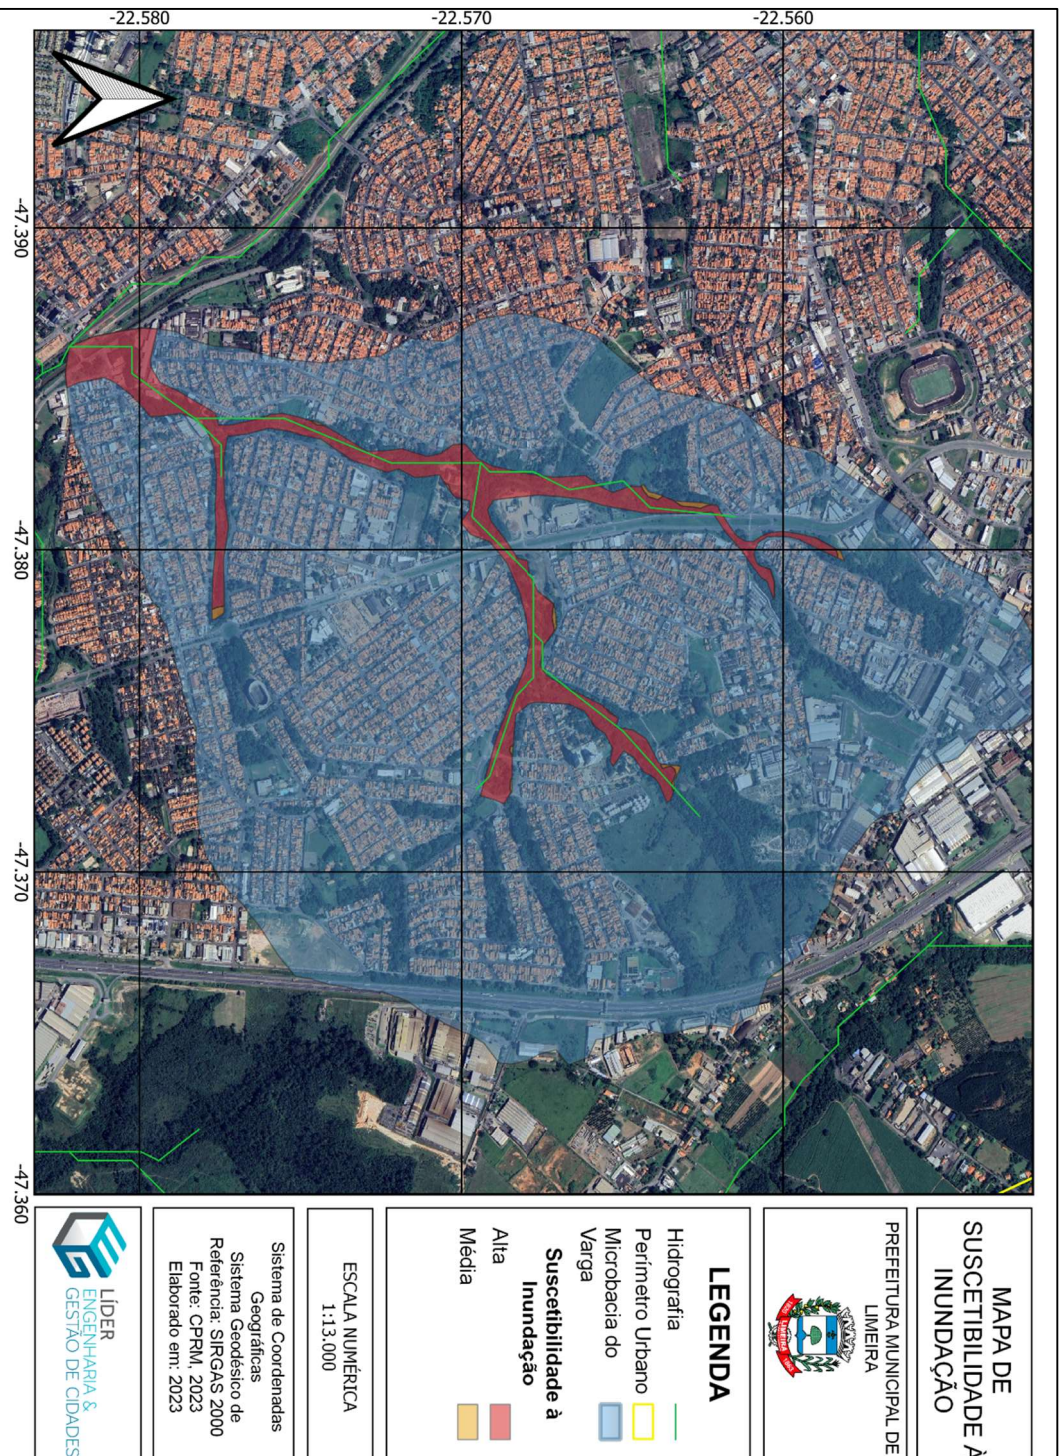 MAPA DE
SUSCETIBILIDADE À
INUNDAÇÃO
PREFEITURA MUNICIPAL DE
LIMEIRA
LEGENDA
Hidrografia
Perímetro Urbano
Microbacia do
Varga
Suscetibilidade à
Inundação
Alta
Média
ESCALA NUMÉRICA
1:13.000
Sistema de Coordenadas
Geográficas
Sistema Geodésico de
Referência: SIRGAS 2000
Fonte: CPRM, 2023
Elaborado em: 2023
LÍDER
ENGENHARIA &
GESTÃO DE CIDADES
-22.580
-22.570
-22.560
-47.390
-47.380
-47.370
-47.360